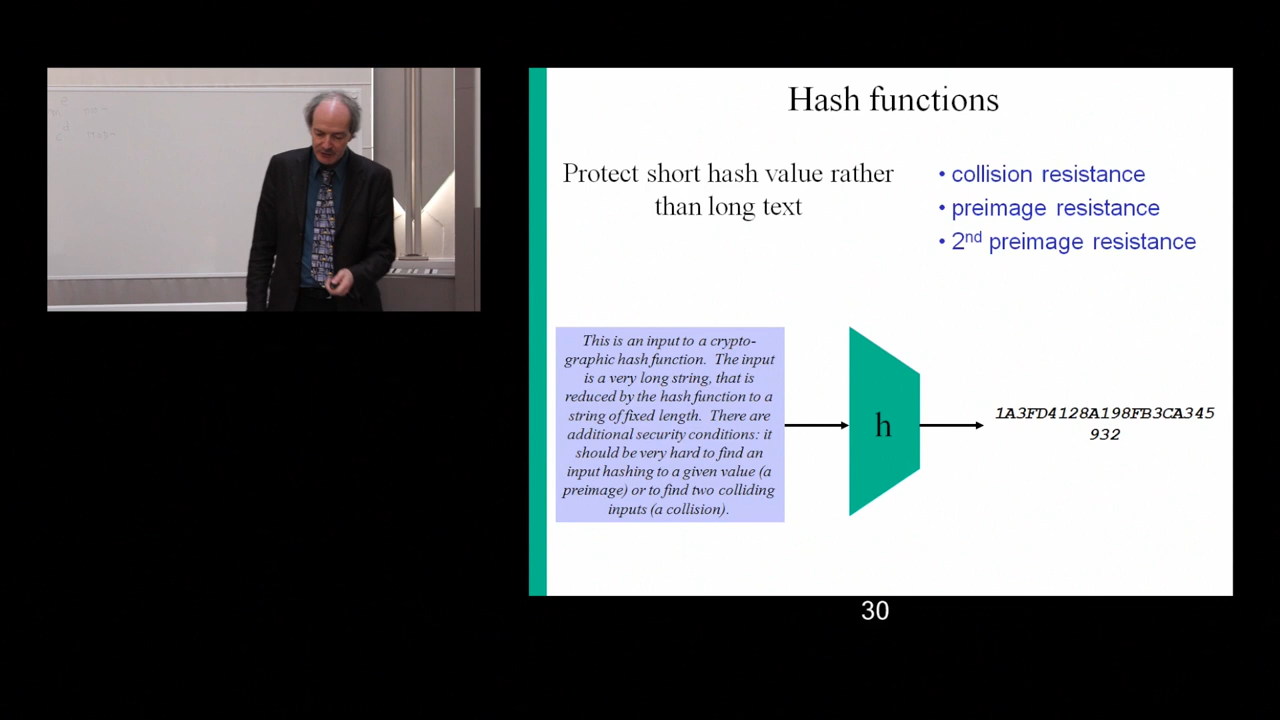 Hash functions
Protect short hash value rather
than long text
• collision resistance
• preimage resistance
• 2nd preimage resistance
This is an input to a crypto-
graphic hash function. The input
is a very long string, that is
reduced by the hash function to a
string of fixed length. There are
additional security conditions: it
should be very hard to find an
input hashing to a given value (a
preimage) or to find two colliding
inputs (a collision).
h
1A3FD4128A198FB3CA345
932
30